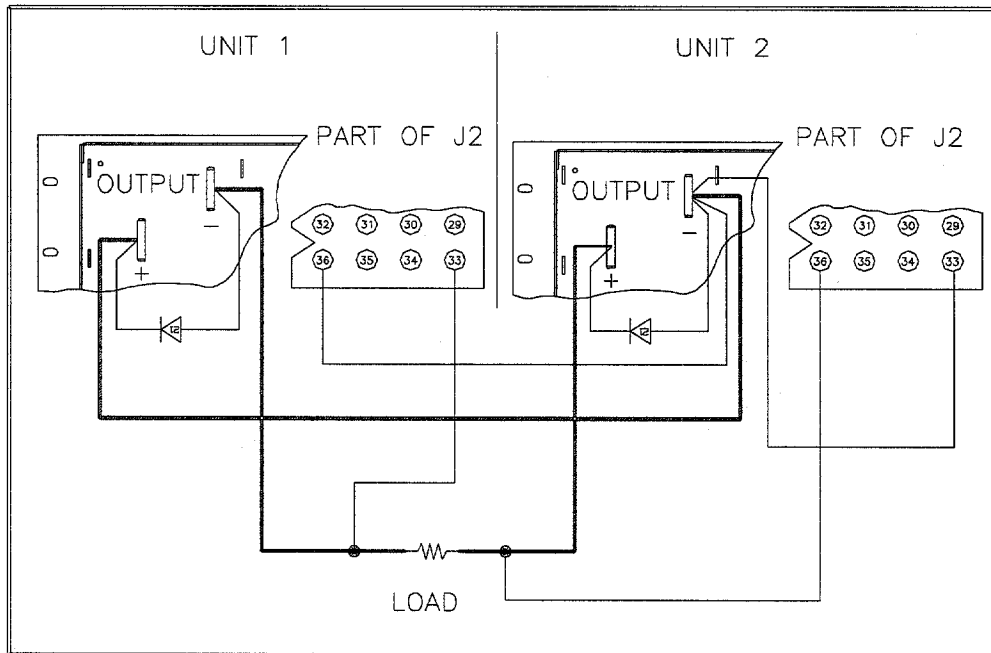 UNIT 1
UNIT 2
PART OF J2
PART OF J2
OUTPUT
−
+
32 31 30 29
36 35 34 33
OUTPUT
−
+
32 31 30 29
36 35 34 33
LOAD